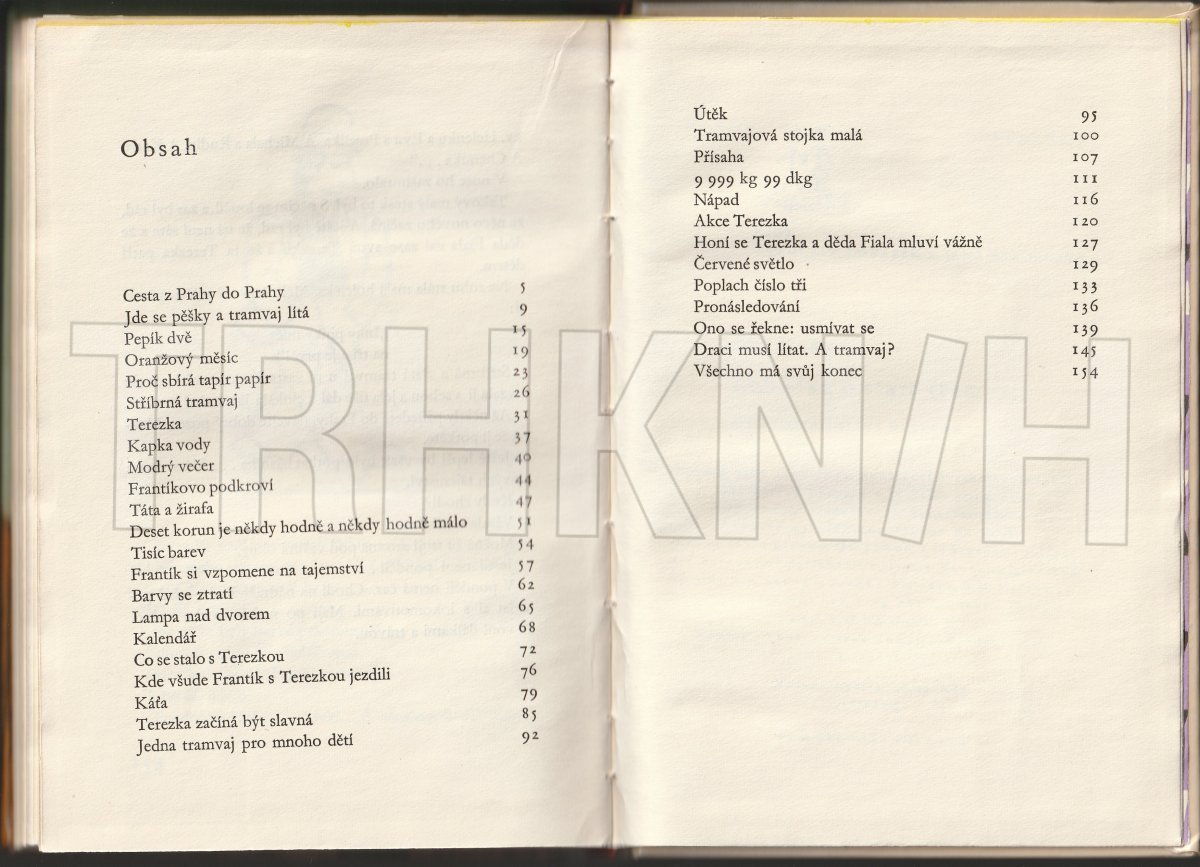 Obsah
Cesta z Prahy do Prahy 5
Jde se pěšky a tramvaj lítá 9
Pepík dvě 15
Oranžový měsíc 19
Proč sbírá tapír papír 23
Stříbrná tramvaj 26
Terezka 31
Kapka vody 37
Modrý večer 40
Frantíkovo podkroví 44
Táta a žirafa 47
Deset korun je někdy hodně a někdy hodně málo 51
Tisíc barev 54
Frantík si vzpomene na tajemství 57
Barvy se ztratí 62
Lampa nad dvorem 65
Kalendář 68
Co se stalo s Terezkou 72
Kde všude Frantík s Terezkou jezdili 76
Káťa 79
Terezka začíná být slavná 85
Jedna tramvaj pro mnoho dětí 92
Útěk 95
Tramvajová stojka malá 100
Přísaha 107
9 999 kg 99 dkg 111
Nápad 116
Akce Terezka 120
Honí se Terezka a děda Fiala mluví vážně 127
Červené světlo 129
Poplach číslo tři 133
Pronásledování 136
Ono se řekne: usmívat se 139
Draci musí lítat. A tramvaj? 145
Všechno má svůj konec 154
TRHKN/H